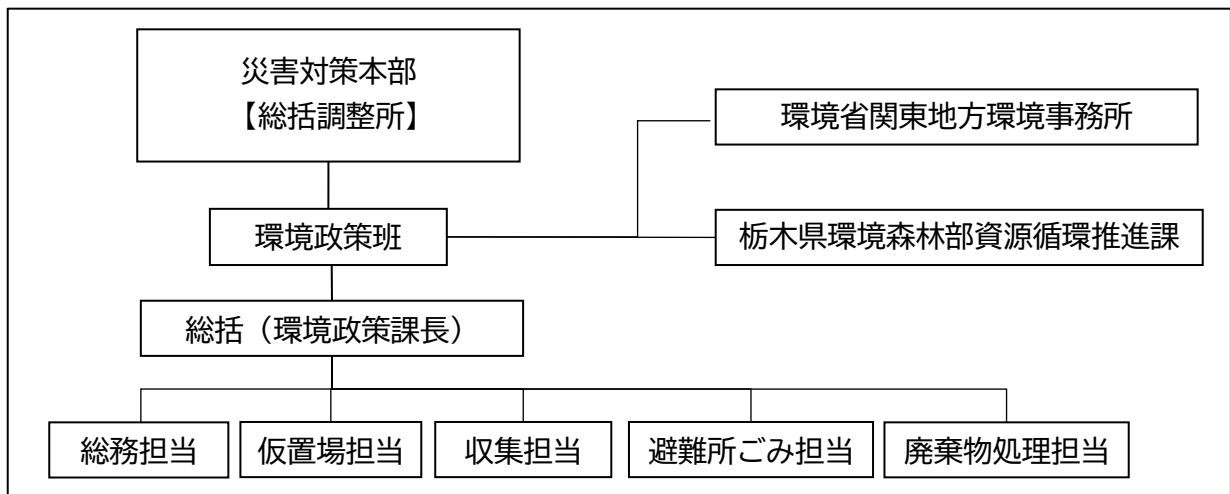 災害対策本部
【総括調整所】
環境省関東地方環境事務所
環境政策班
栃木県環境森林部資源循環推進課
総括（環境政策課長）
総務担当
仮置場担当
収集担当
避難所ごみ担当
廃棄物処理担当